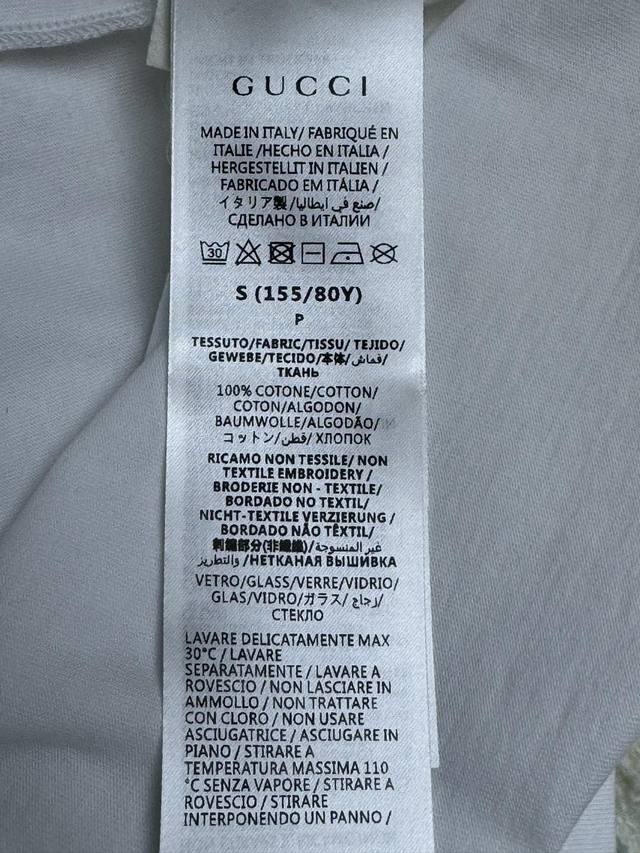 GUCCI
MADE IN ITALY/ FABRIQUÉ EN
ITALIE /HECHO EN ITALIA /
HERGESTELLT IN ITALIEN /
FABRICADO EM ITÁLIA /
イタリア製/صنع في ايطاليا/
СДЕЛАНО В ИТАЛИИ
30
S (155/80Y)
P
TESSUTO/FABRIC/TISSU/ TEJIDO/
GEWEBE/TECIDO/本体/قماش/
ТКАНЬ
100% COTONE/COTTON/
COTON/ALGODON/
BAUMWOLLE/ALGODÃO/
コットン/قطن/ ХЛОПОК
RICAMO NON TESSILE/ NON
TEXTILE EMBROIDERY /
BRODERIE NON - TEXTILE/
BORDADO NO TEXTIL/
NICHT-TEXTILE VERZIERUNG /
BORDADO NÃO TÊXTIL/
刺繍部分(非繊維)/غير المنسوجة
والتطريز /НЕТКАНАЯ ВЫШИВКА
VETRO/GLASS/VERRE/VIDRIO/
GLAS/VIDRO/ガラス/ زجاج/
СТЕКЛО
LAVARE DELICATAMENTE MAX
30°C / LAVARE
SEPARATAMENTE / LAVARE A
ROVESCIO / NON LASCIARE IN
AMMOLLO / NON TRATTARE
CON CLORO / NON USARE
ASCIUGATRICE / ASCIUGARE IN
PIANO / STIRARE A
TEMPERATURA MASSIMA 110
°C SENZA VAPORE / STIRARE A
ROVESCIO / STIRARE
INTERPONENDO UN PANNO /